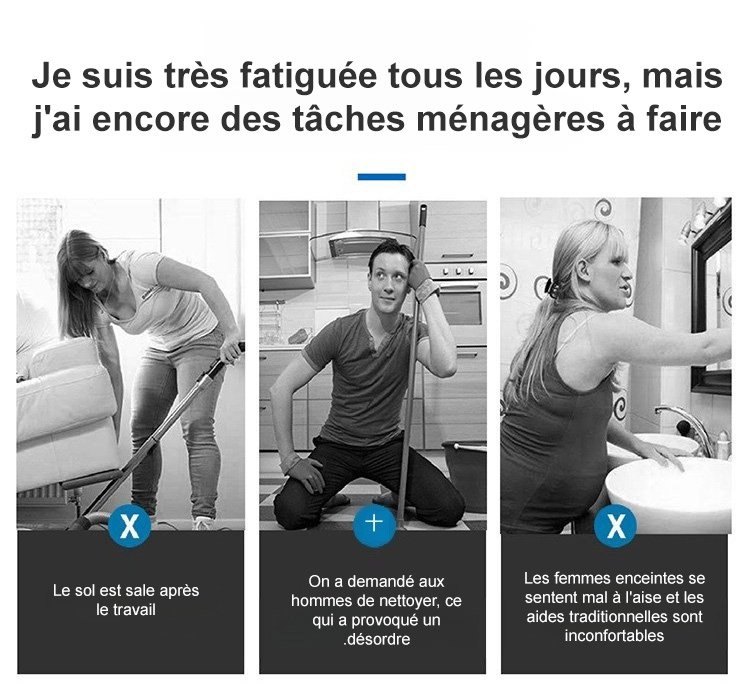 Je suis très fatiguée tous les jours, mais
j'ai encore des tâches ménagères à faire
X
+
X
Le sol est sale après
le travail
On a demandé aux
hommes de nettoyer, ce
qui a provoqué un
.désordre
Les femmes enceintes se
sentent mal à l'aise et les
aides traditionnelles sont
inconfortables